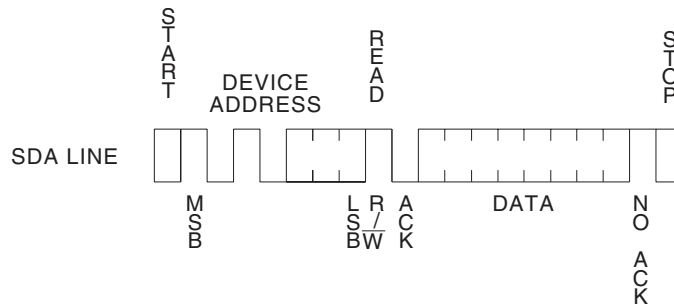 START
READ
STOP
DEVICE
ADDRESS
SDA LINE
MSB
LSB
R/W
ACK
DATA
NO ACK